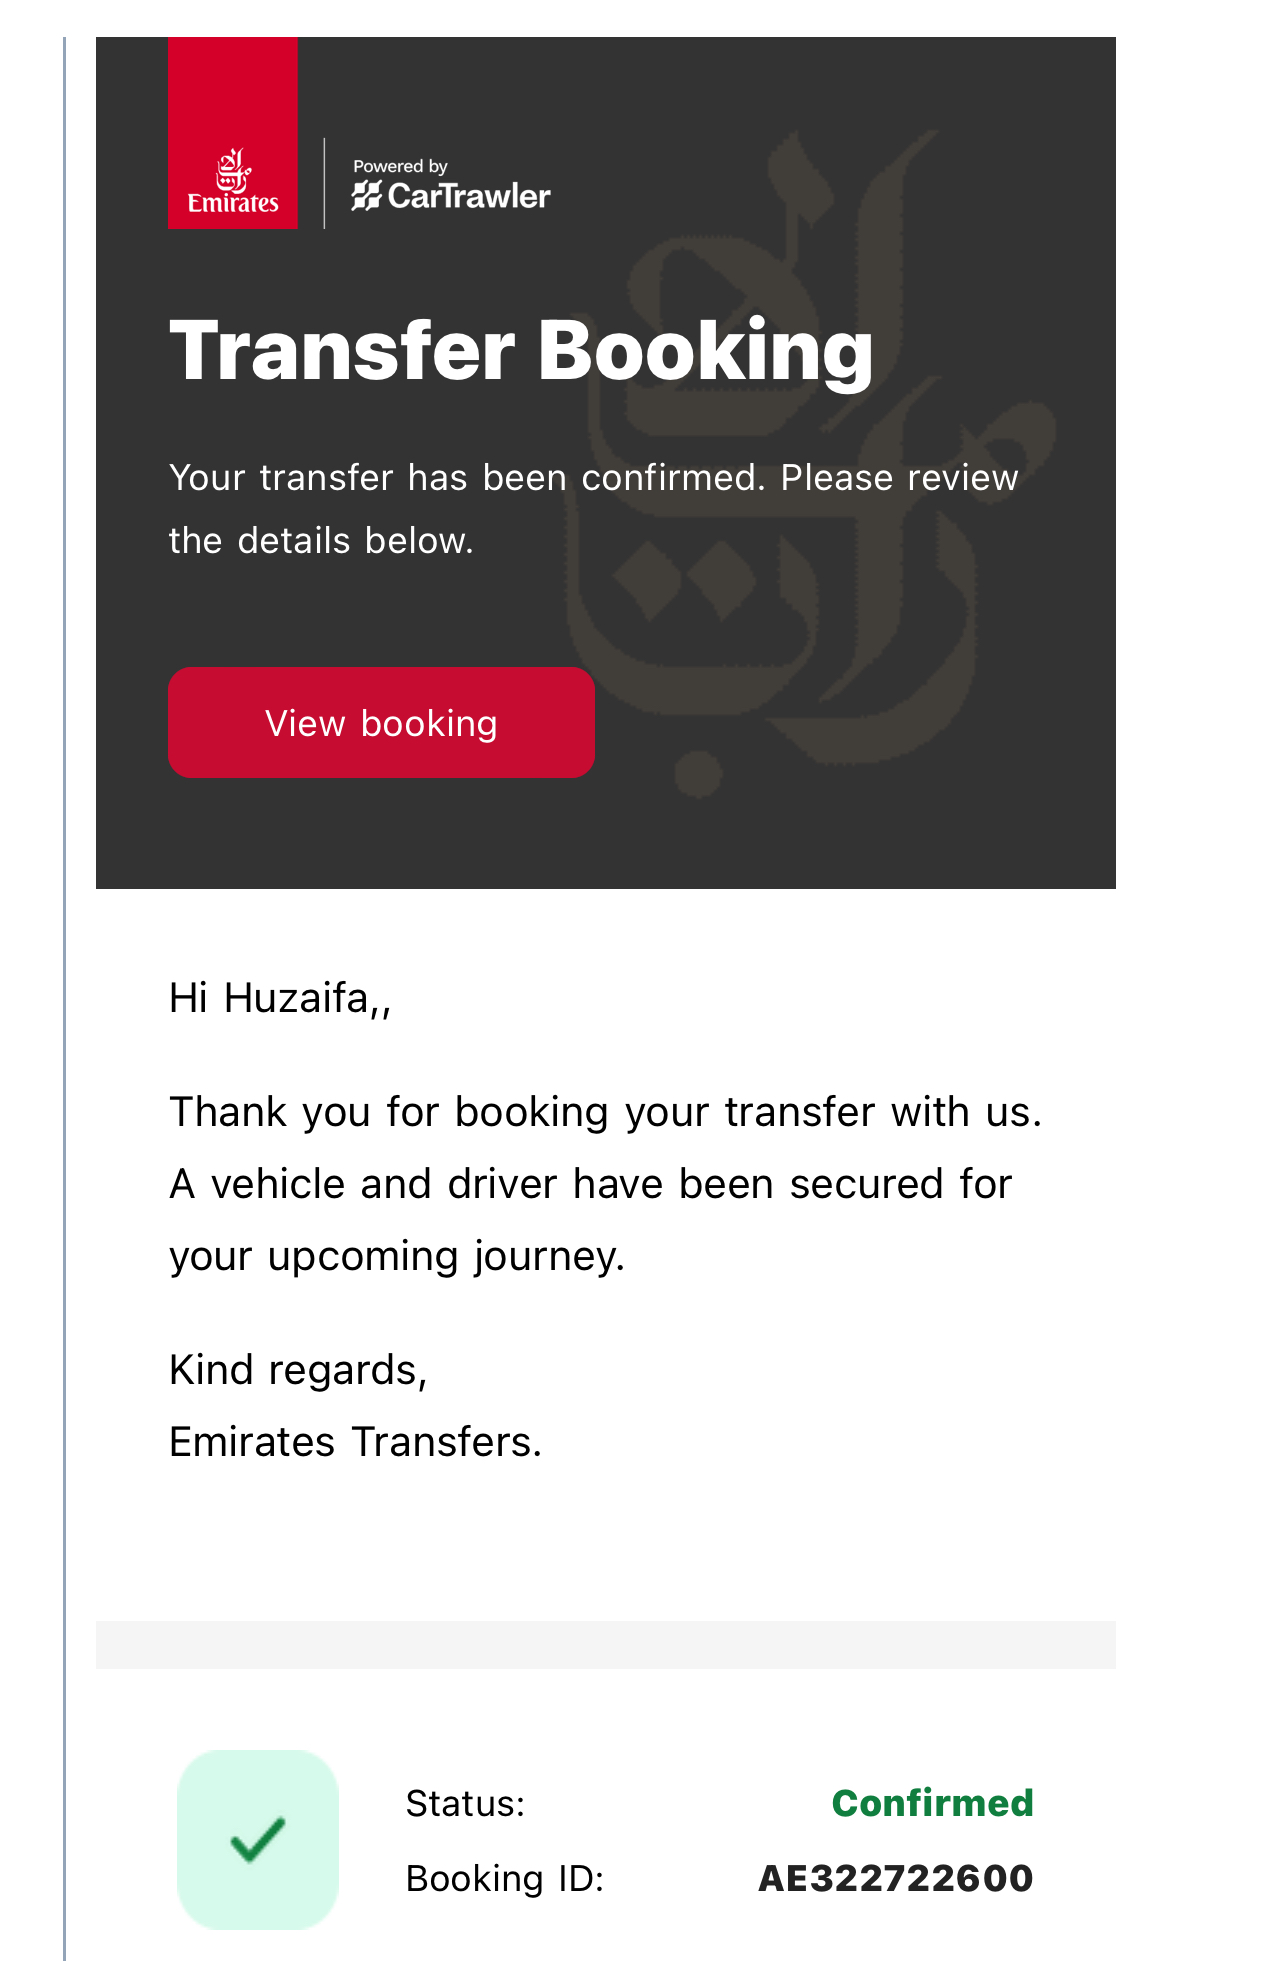 Emirates
Powered by
CarTrawler
Transfer Booking
Your transfer has been confirmed. Please review
the details below.
View booking
Hi Huzaifa,,
Thank you for booking your transfer with us.
A vehicle and driver have been secured for
your upcoming journey.
Kind regards,
Emirates Transfers.
Status: Confirmed
Booking ID: AE322722600